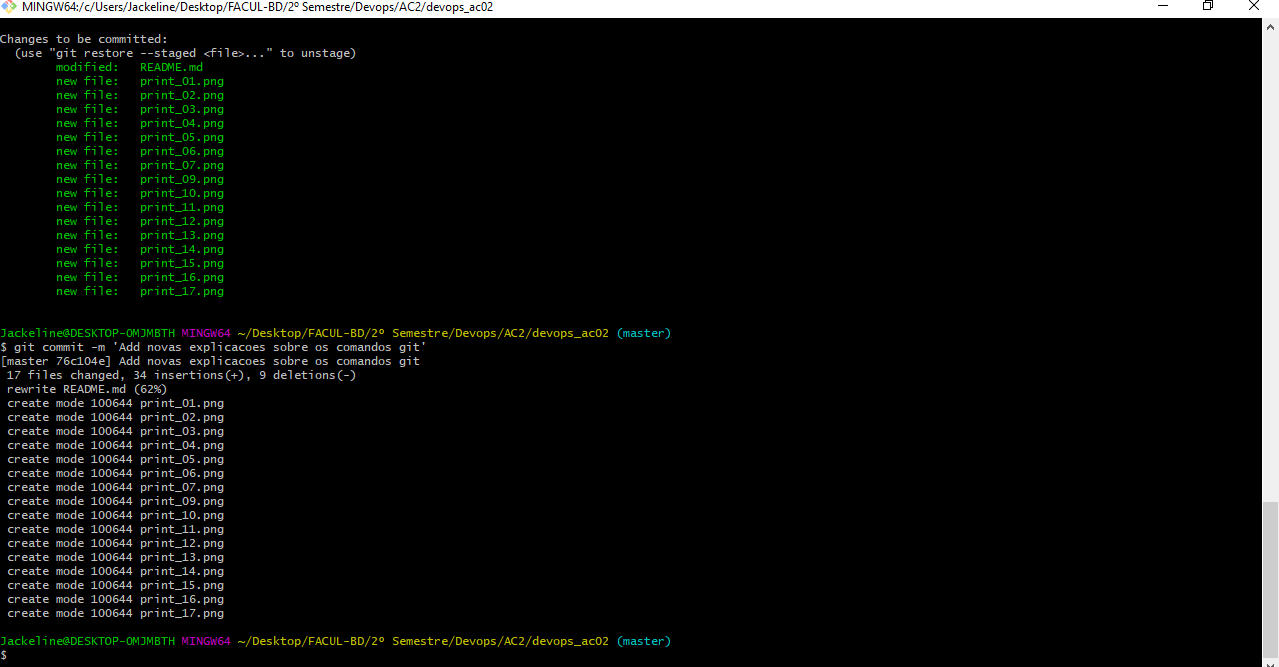 MINGW64:/c/Users/Jackeline/Desktop/FACUL-BD/2º Semestre/Devops/AC2/devops_ac02
Changes to be committed:
  (use "git restore --staged <file>..." to unstage)
        modified:   README.md
        new file:   print_01.png
        new file:   print_02.png
        new file:   print_03.png
        new file:   print_04.png
        new file:   print_05.png
        new file:   print_06.png
        new file:   print_07.png
        new file:   print_09.png
        new file:   print_10.png
        new file:   print_11.png
        new file:   print_12.png
        new file:   print_13.png
        new file:   print_14.png
        new file:   print_15.png
        new file:   print_16.png
        new file:   print_17.png
Jackeline@DESKTOP-OMJMBTH MINGW64 ~/Desktop/FACUL-BD/2º Semestre/Devops/AC2/devops_ac02 (master)
$ git commit -m 'Add novas explicacoes sobre os comandos git'
[master 76c104e] Add novas explicacoes sobre os comandos git
 17 files changed, 34 insertions(+), 9 deletions(-)
 rewrite README.md (62%)
 create mode 100644 print_01.png
 create mode 100644 print_02.png
 create mode 100644 print_03.png
 create mode 100644 print_04.png
 create mode 100644 print_05.png
 create mode 100644 print_06.png
 create mode 100644 print_07.png
 create mode 100644 print_09.png
 create mode 100644 print_10.png
 create mode 100644 print_11.png
 create mode 100644 print_12.png
 create mode 100644 print_13.png
 create mode 100644 print_14.png
 create mode 100644 print_15.png
 create mode 100644 print_16.png
 create mode 100644 print_17.png
Jackeline@DESKTOP-OMJMBTH MINGW64 ~/Desktop/FACUL-BD/2º Semestre/Devops/AC2/devops_ac02 (master)
$